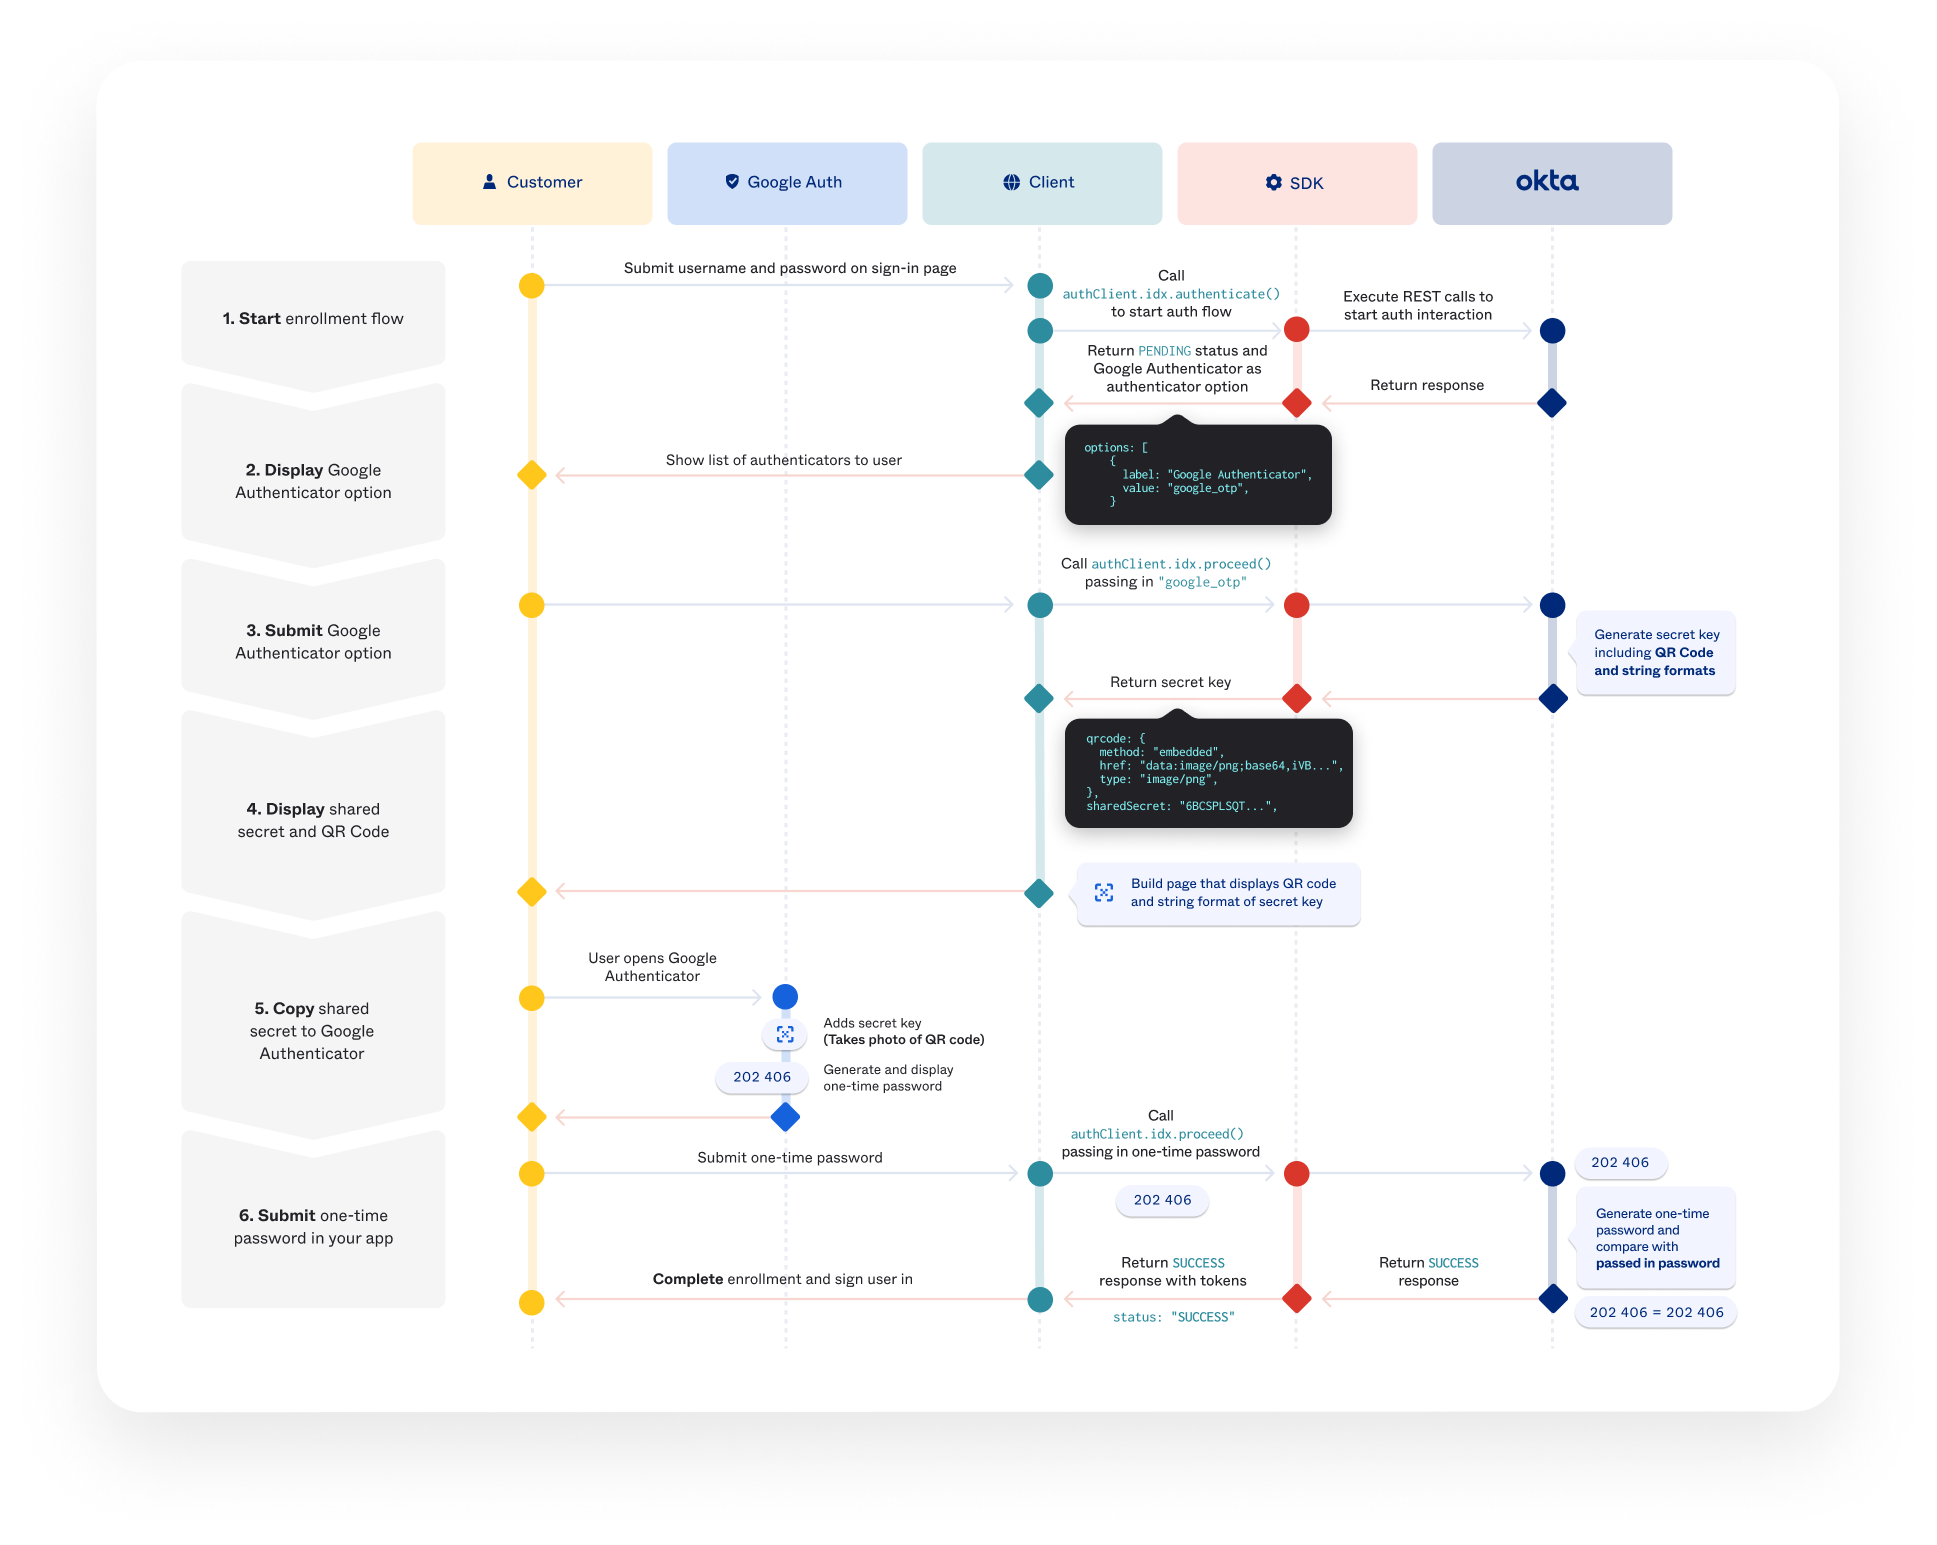 Customer
Google Auth
Client
SDK
okta
1. Start enrollment flow
Submit username and password on sign-in page
Call
authClient.idx.authenticate()
to start auth flow
Execute REST calls to
start auth interaction
Return PENDING status and
Google Authenticator as
authenticator option
Return response
2. Display Google
Authenticator option
Show list of authenticators to user
options: [
{
label: "Google Authenticator",
value: "google_otp",
}
3. Submit Google
Authenticator option
Call authClient.idx.proceed()
passing in "google_otp"
Generate secret key
including QR Code
and string formats
Return secret key
qrcode: {
method: "embedded",
href: "data:image/png;base64,iVB...",
type: "image/png",
},
sharedSecret: "6BCSPLSQT...",
4. Display shared
secret and QR Code
Build page that displays QR code
and string format of secret key
5. Copy shared
secret to Google
Authenticator
User opens Google
Authenticator
Adds secret key
(Takes photo of QR code)
202 406
Generate and display
one-time password
6. Submit one-time
password in your app
Submit one-time password
Call
authClient.idx.proceed()
passing in one-time password
202 406
202 406
Generate one-time
password and
compare with
passed in password
Complete enrollment and sign user in
Return SUCCESS
response with tokens
status: "SUCCESS"
Return SUCCESS
response
202 406 = 202 406